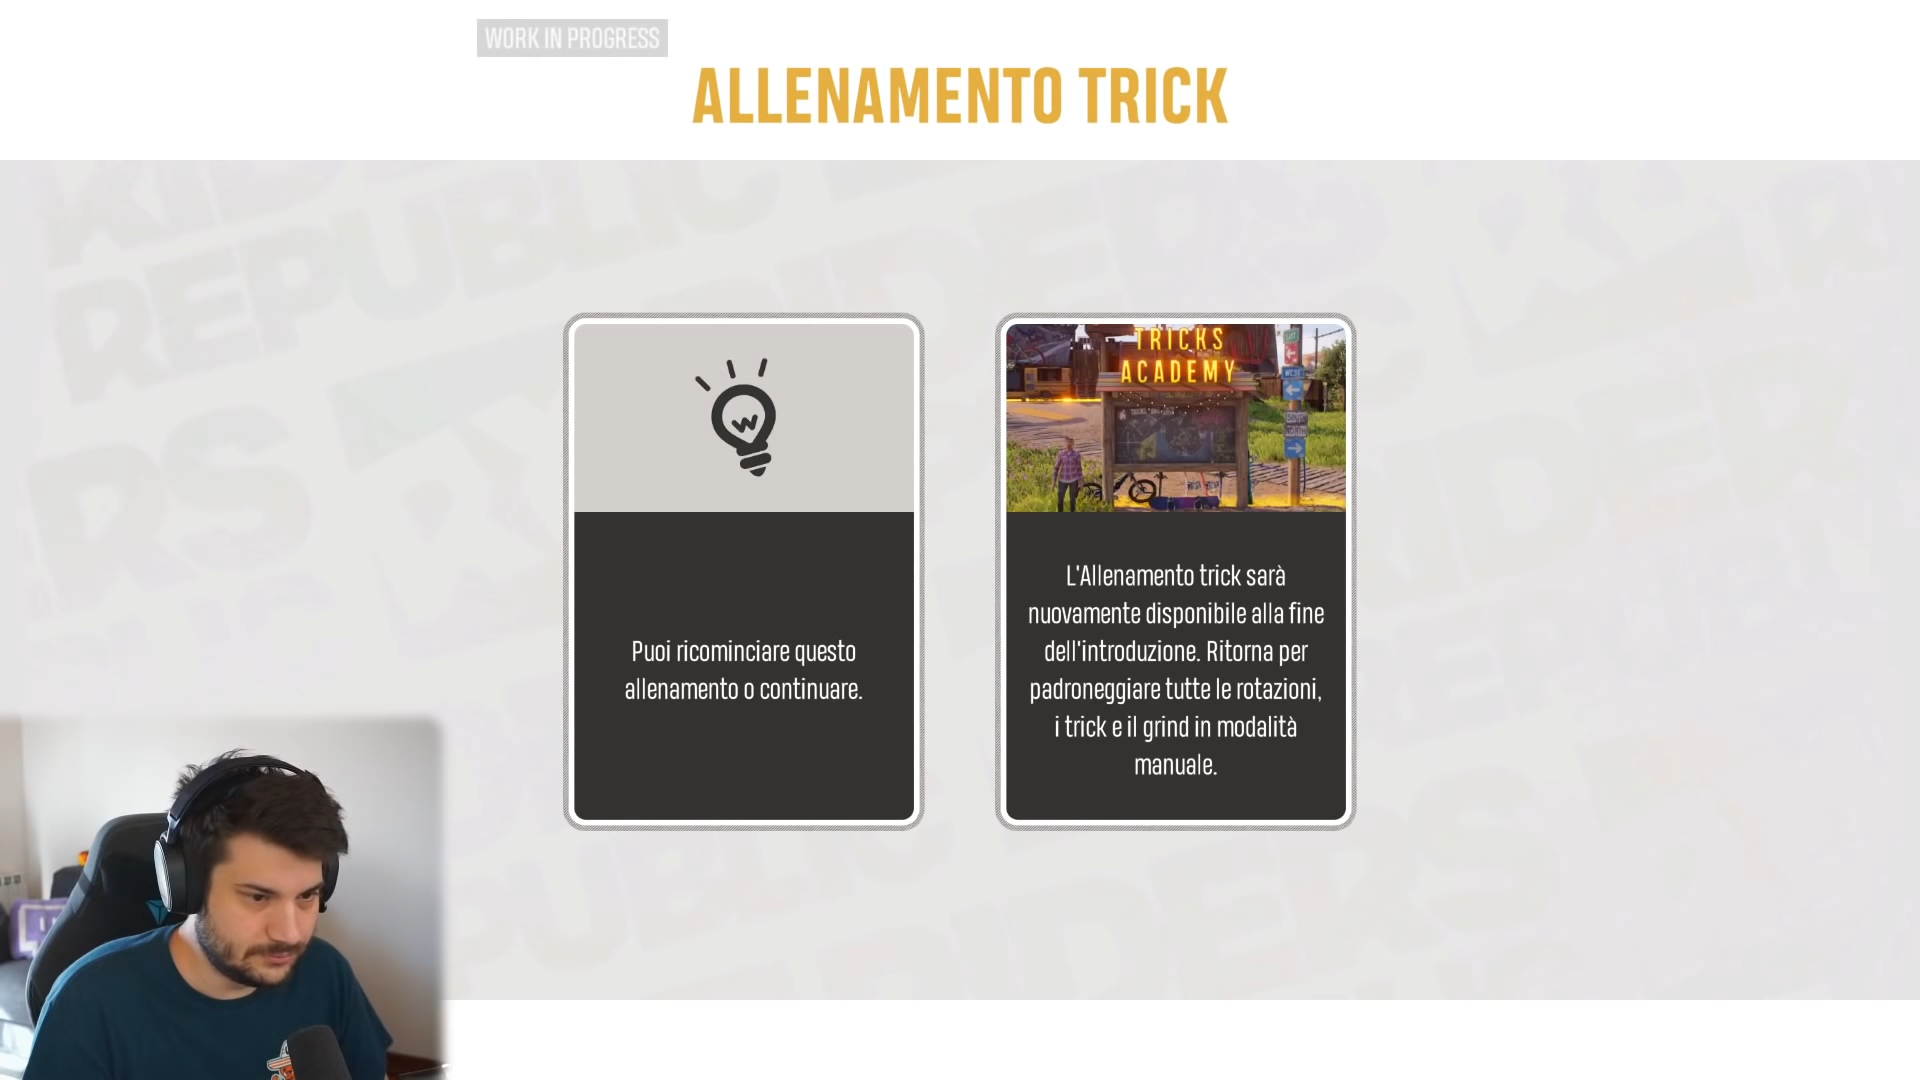 WORK IN PROGRESS
ALLENAMENTO TRICK
REPUBLIC
TRICKS
ACADEMY
Puoi ricominciare questo
allenamento o continuare.
L'Allenamento trick sarà
nuovamente disponibile alla fine
dell'introduzione. Ritorna per
padroneggiare tutte le rotazioni,
i trick e il grind in modalità
manuale.